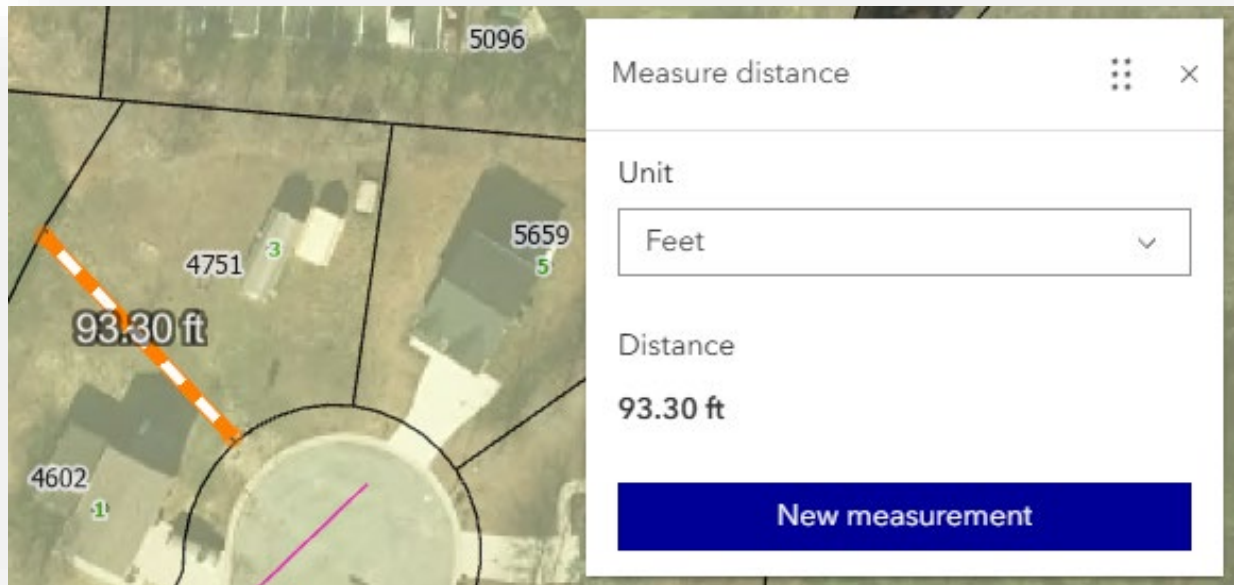 5096
Measure distance
Unit
Feet
5659
5
4751
3
93.30 ft
Distance
93.30 ft
4602
1
New measurement